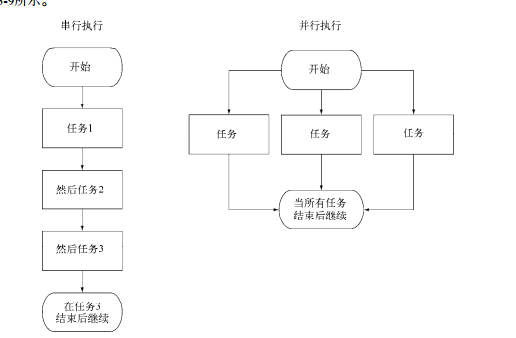 3-9所示。
串行执行
开始
任务1
然后任务2
然后任务3
在任务3
结束后继续
并行执行
开始
任务
任务
任务
当所有任务
结束后继续